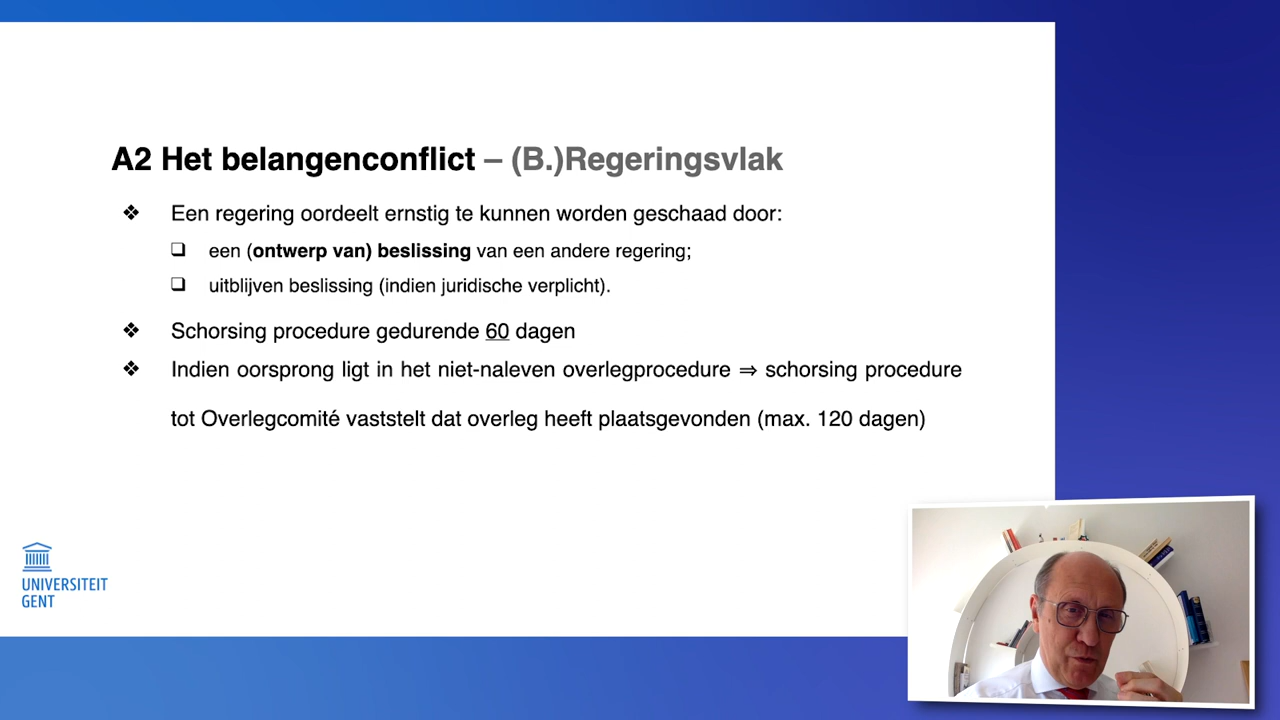 A2 Het belangenconflict – (B.)Regeringsvlak
❖ Een regering oordeelt ernstig te kunnen worden geschaad door:
❑ een (ontwerp van) beslissing van een andere regering;
❑ uitblijven beslissing (indien juridische verplicht).
❖ Schorsing procedure gedurende 60 dagen
❖ Indien oorsprong ligt in het niet-naleven overlegprocedure ⇒ schorsing procedure
tot Overlegcomité vaststelt dat overleg heeft plaatsgevonden (max. 120 dagen)
UNIVERSITEIT
GENT